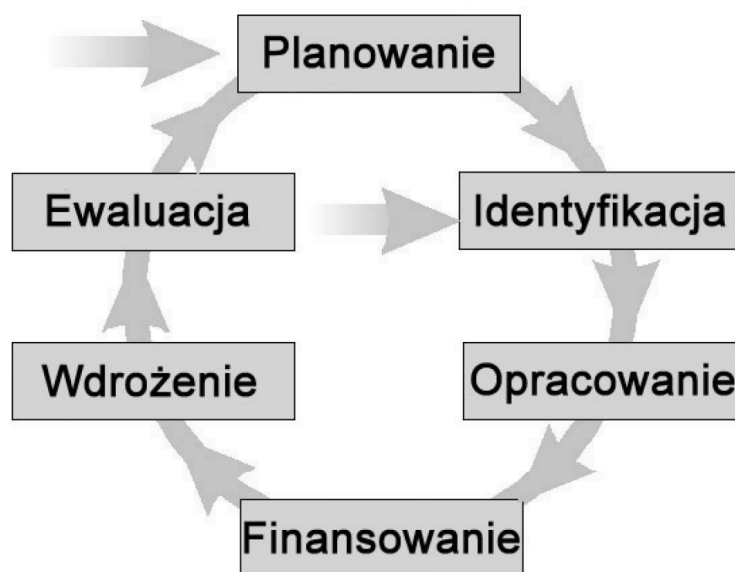 Planowanie
Ewaluacja
Identyfikacja
Wdrożenie
Opracowanie
Finansowanie